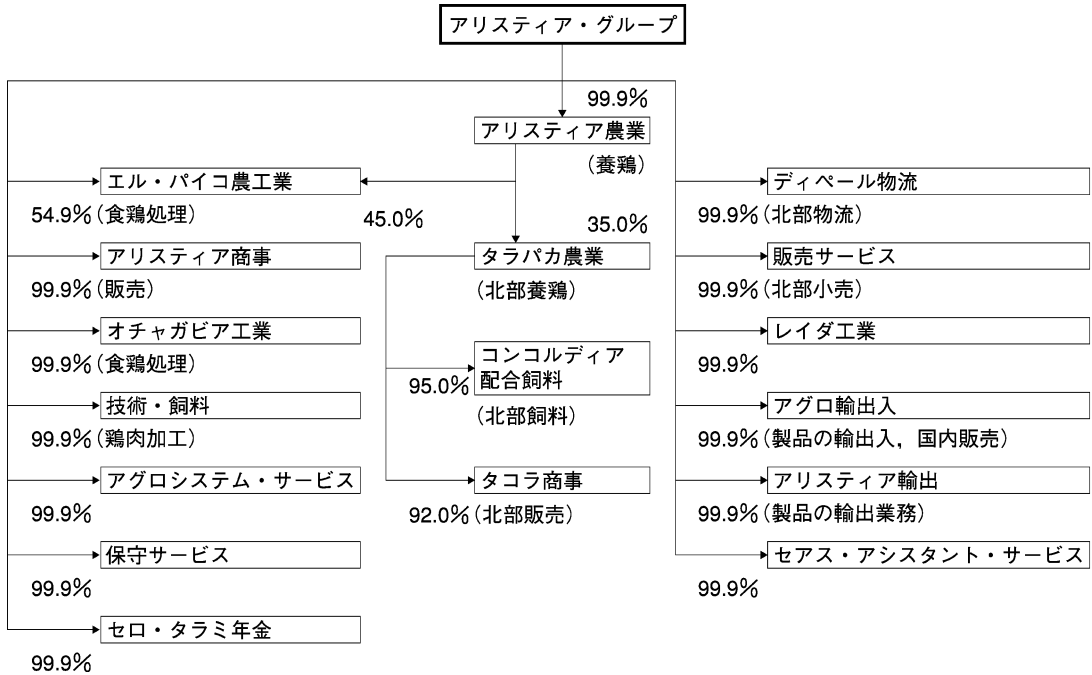 アリスティア・グループ
99.9%
アリスティア農業
(養鶏)
エル・パイコ農工業
54.9%(食鶏処理)
45.0%
アリスティア商事
99.9%(販売)
オチャガビア工業
99.9%(食鶏処理)
技術・飼料
99.9%(鶏肉加工)
アグロシステム・サービス
99.9%
保守サービス
99.9%
セロ・タラミ年金
99.9%
35.0%
タラパカ農業
(北部養鶏)
コンコルディア
配合飼料
95.0%
(北部飼料)
タコラ商事
92.0%(北部販売)
ディペール物流
99.9%(北部物流)
販売サービス
99.9%(北部小売)
レイダ工業
99.9%
アグロ輸出入
99.9%(製品の輸出入,国内販売)
アリスティア輸出
99.9%(製品の輸出業務)
セアス・アシスタント・サービス
99.9%